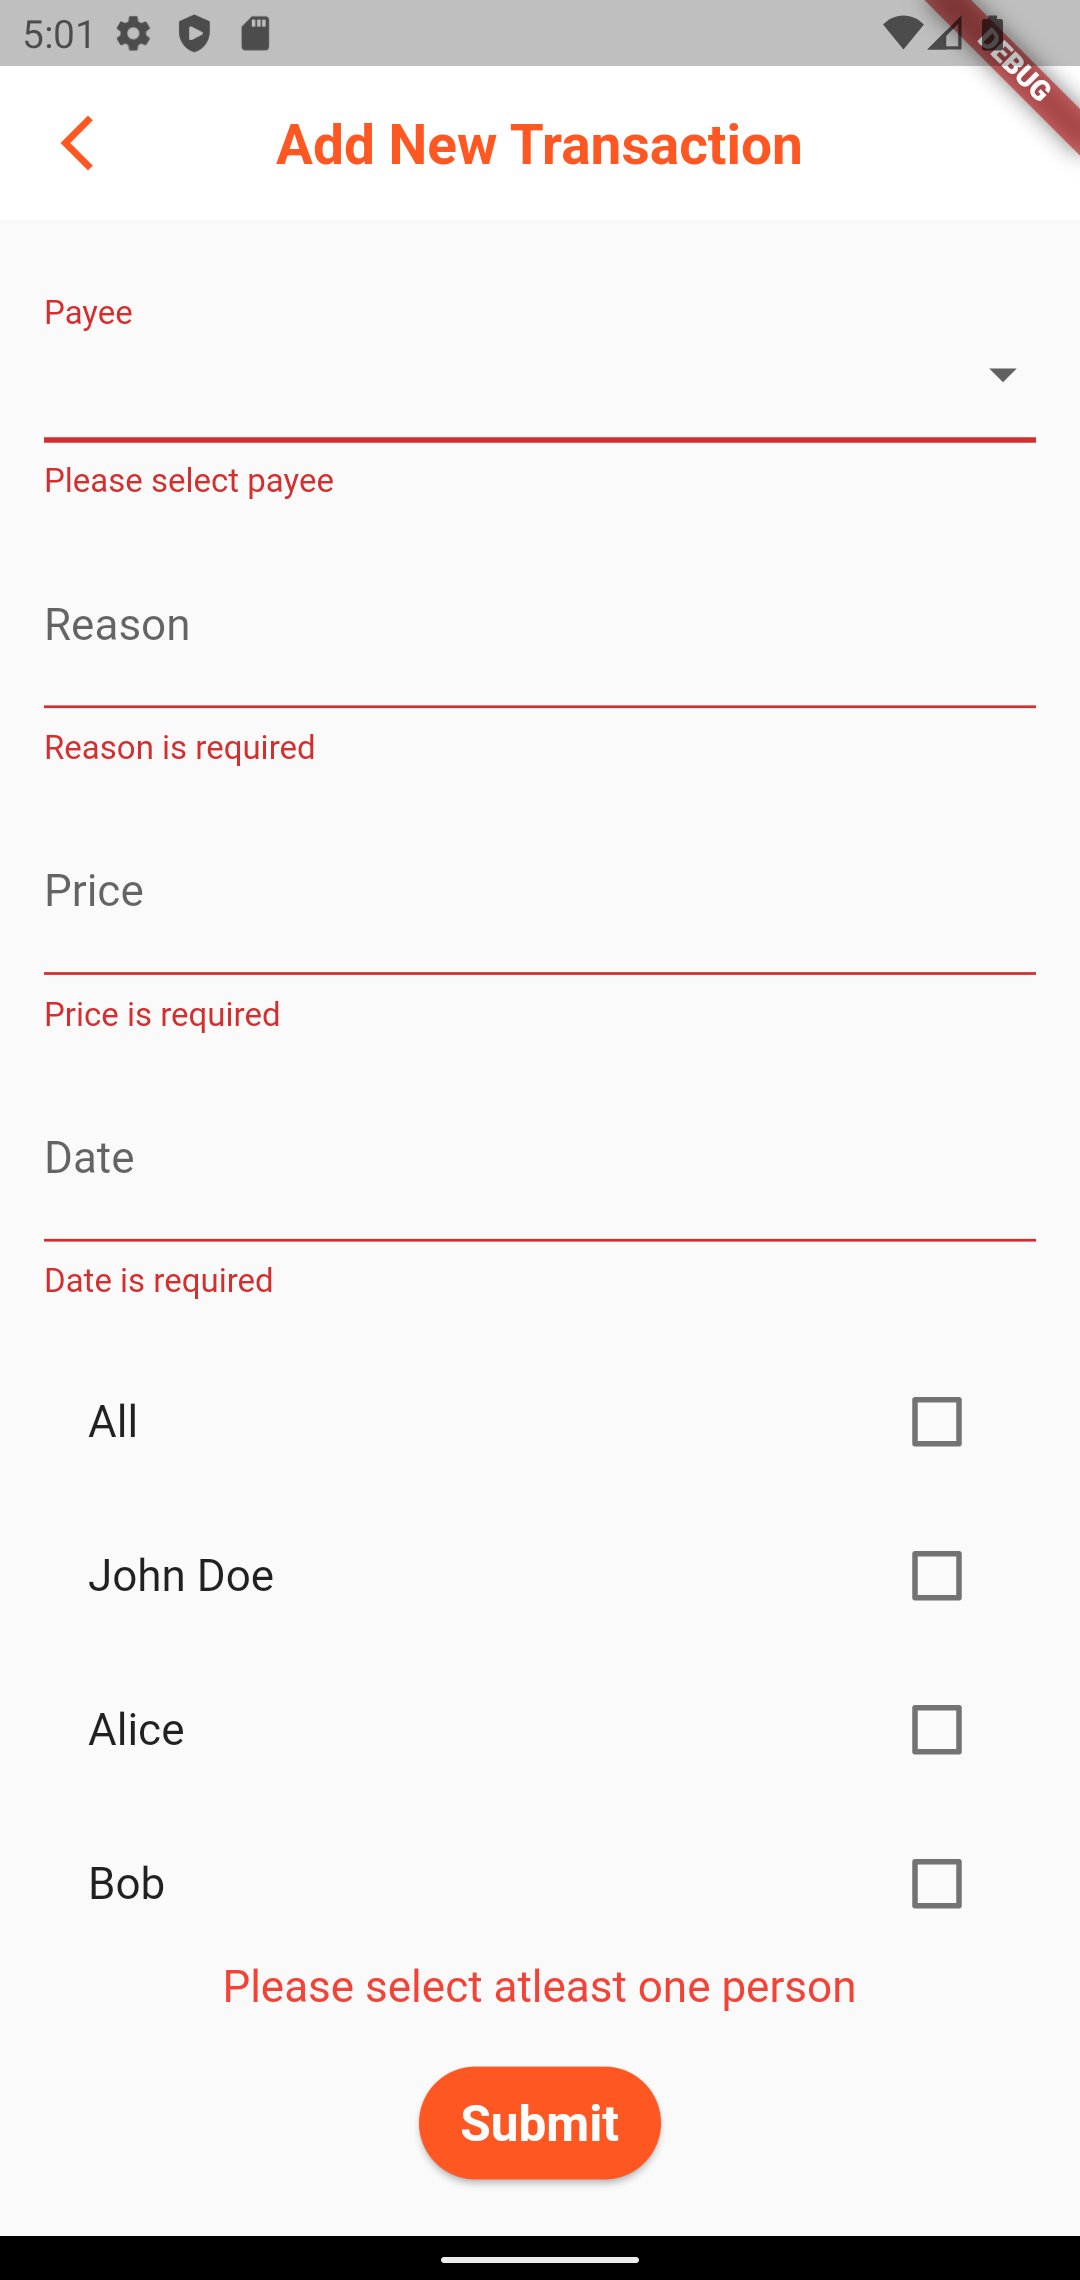 5:01
DEBUG
Add New Transaction
Payee
Please select payee
Reason
Reason is required
Price
Price is required
Date
Date is required
All
John Doe
Alice
Bob
Please select atleast one person
Submit